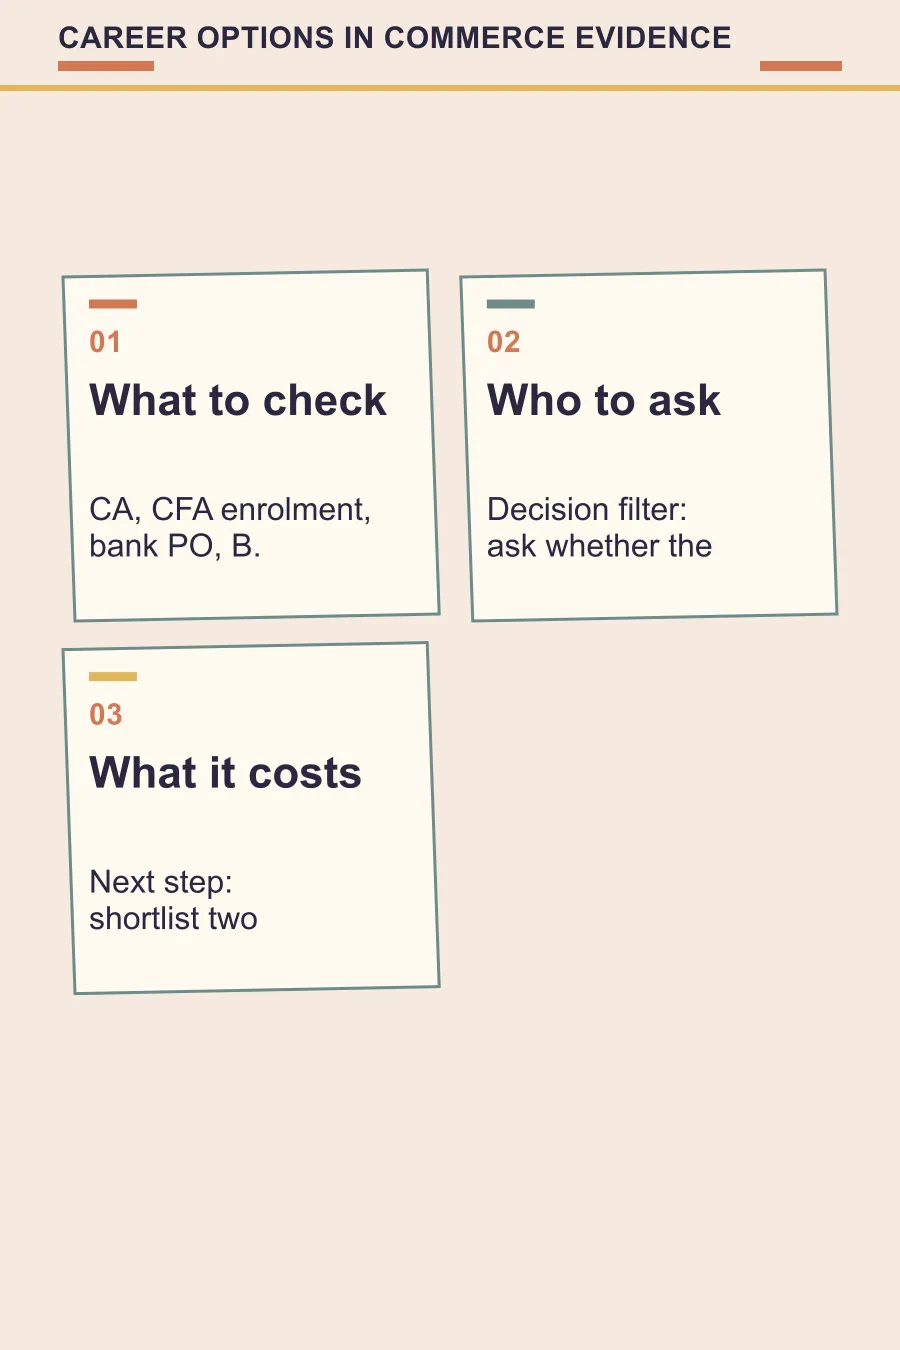 CAREER OPTIONS IN COMMERCE EVIDENCE
01
What to check
CA, CFA enrolment,
bank PO, B.
02
Who to ask
Decision filter:
ask whether the
03
What it costs
Next step:
shortlist two